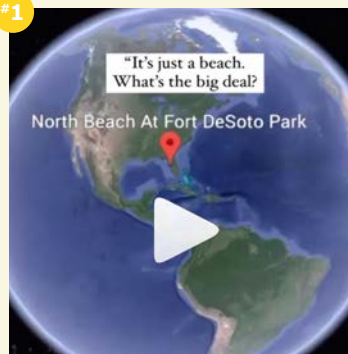 #1
“It’s just a beach.
What’s the big deal?
North Beach At Fort DeSoto Park